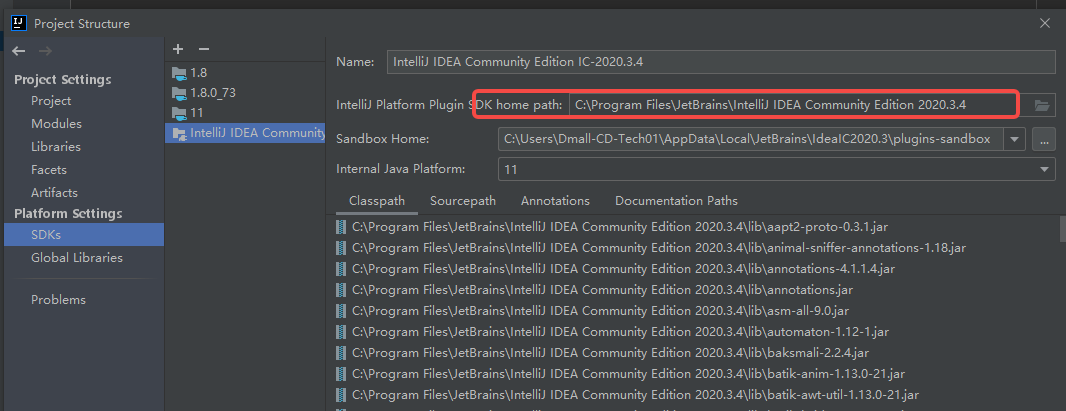 IJ Project Structure
Project Settings
Project
Modules
Libraries
Facets
Artifacts
Platform Settings
SDKs
Global Libraries
Problems
1.8
1.8.0_73
11
IntelliJ IDEA Community
Name: IntelliJ IDEA Community Edition IC-2020.3.4
IntelliJ Platform Plugin SDK home path: C:\Program Files\JetBrains\IntelliJ IDEA Community Edition 2020.3.4
Sandbox Home: C:\Users\Dmall-CD-Tech01\AppData\Local\JetBrains\IdeaIC2020.3\plugins-sandbox ...
Internal Java Platform: 11
Classpath Sourcepath Annotations Documentation Paths
C:\Program Files\JetBrains\IntelliJ IDEA Community Edition 2020.3.4\lib\aapt2-proto-0.3.1.jar
C:\Program Files\JetBrains\IntelliJ IDEA Community Edition 2020.3.4\lib\animal-sniffer-annotations-1.18.jar
C:\Program Files\JetBrains\IntelliJ IDEA Community Edition 2020.3.4\lib\annotations-4.1.1.4.jar
C:\Program Files\JetBrains\IntelliJ IDEA Community Edition 2020.3.4\lib\annotations.jar
C:\Program Files\JetBrains\IntelliJ IDEA Community Edition 2020.3.4\lib\asm-all-9.0.jar
C:\Program Files\JetBrains\IntelliJ IDEA Community Edition 2020.3.4\lib\automaton-1.12-1.jar
C:\Program Files\JetBrains\IntelliJ IDEA Community Edition 2020.3.4\lib\baksmali-2.2.4.jar
C:\Program Files\JetBrains\IntelliJ IDEA Community Edition 2020.3.4\lib\batik-anim-1.13.0-21.jar
C:\Program Files\JetBrains\IntelliJ IDEA Community Edition 2020.3.4\lib\batik-awt-util-1.13.0-21.jar